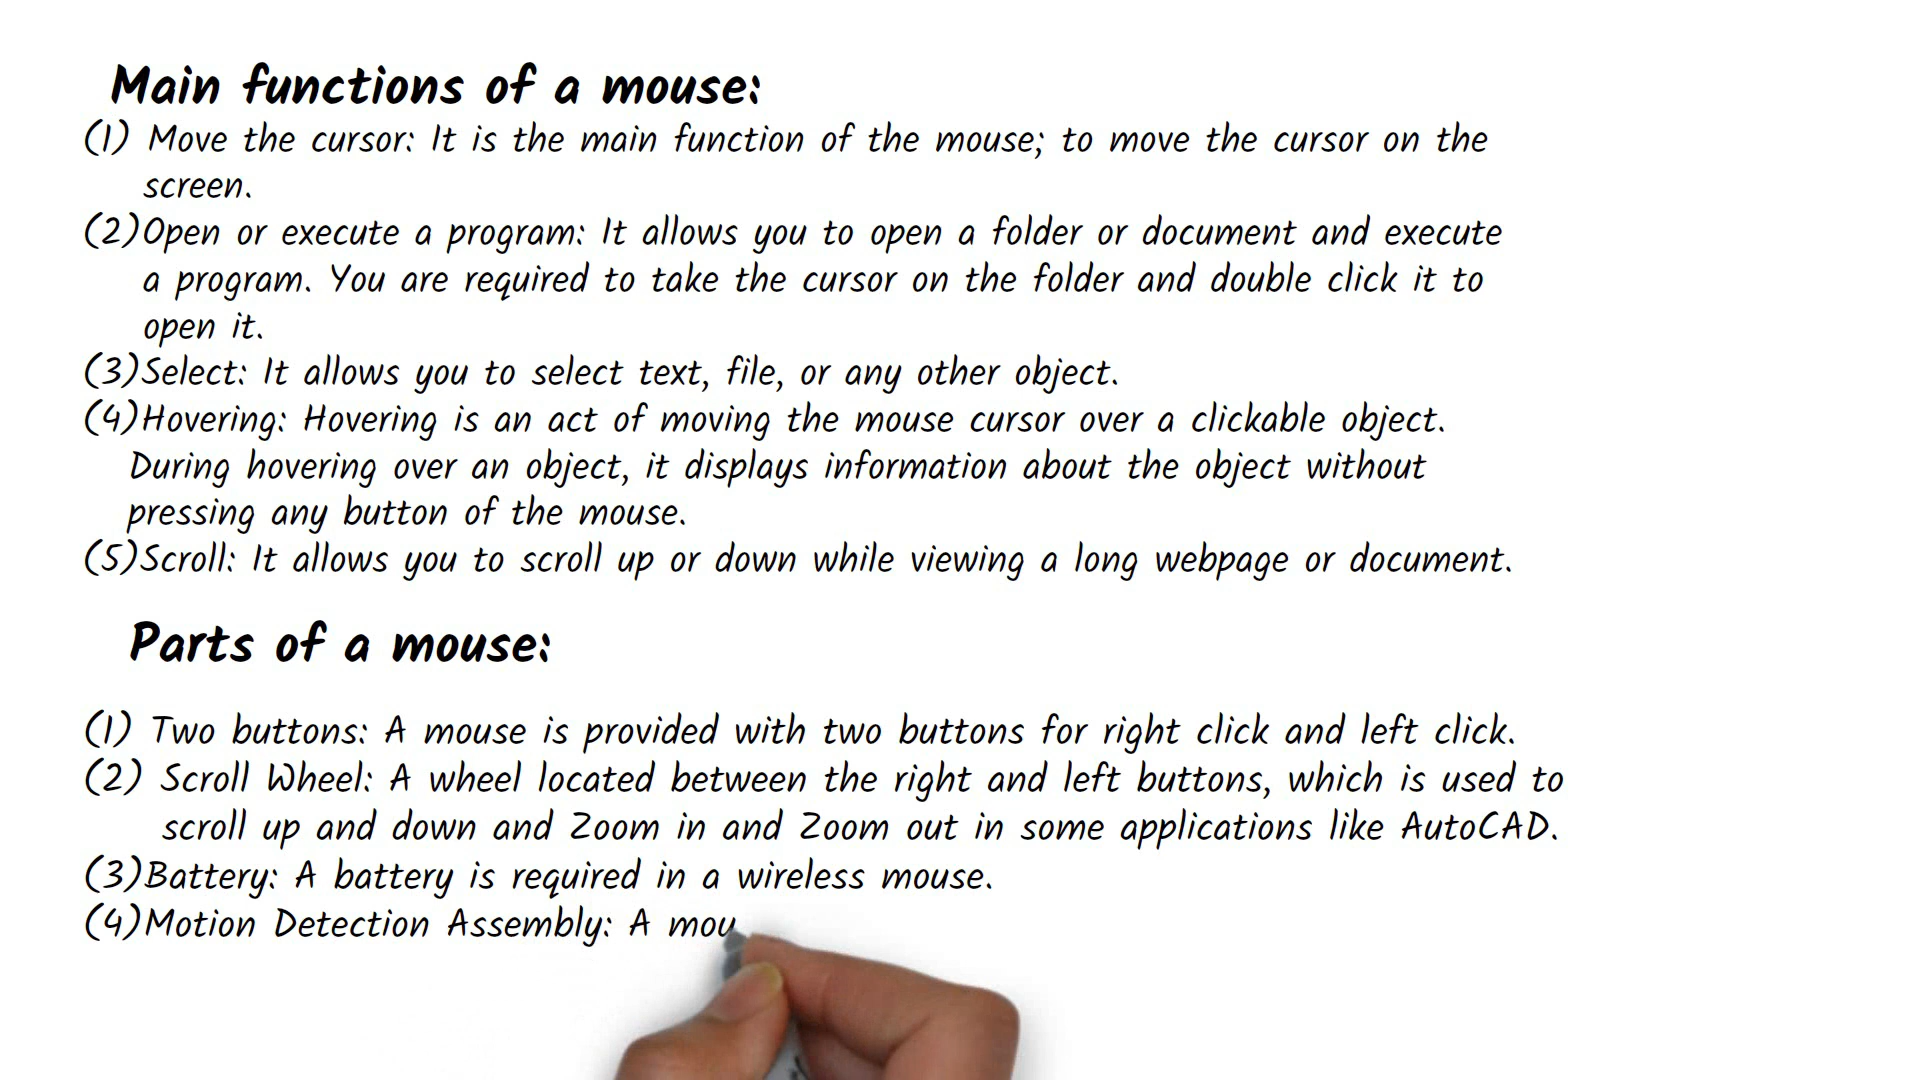 Main functions of a mouse:
(1) Move the cursor: It is the main function of the mouse; to move the cursor on the
screen.
(2)Open or execute a program: It allows you to open a folder or document and execute
a program. You are required to take the cursor on the folder and double click it to
open it.
(3)Select: It allows you to select text, file, or any other object.
(4)Hovering: Hovering is an act of moving the mouse cursor over a clickable object.
During hovering over an object, it displays information about the object without
pressing any button of the mouse.
(5)Scroll: It allows you to scroll up or down while viewing a long webpage or document.
Parts of a mouse:
(1) Two buttons: A mouse is provided with two buttons for right click and left click.
(2) Scroll Wheel: A wheel located between the right and left buttons, which is used to
scroll up and down and Zoom in and Zoom out in some applications like AutoCAD.
(3)Battery: A battery is required in a wireless mouse.
(4)Motion Detection Assembly: A mou